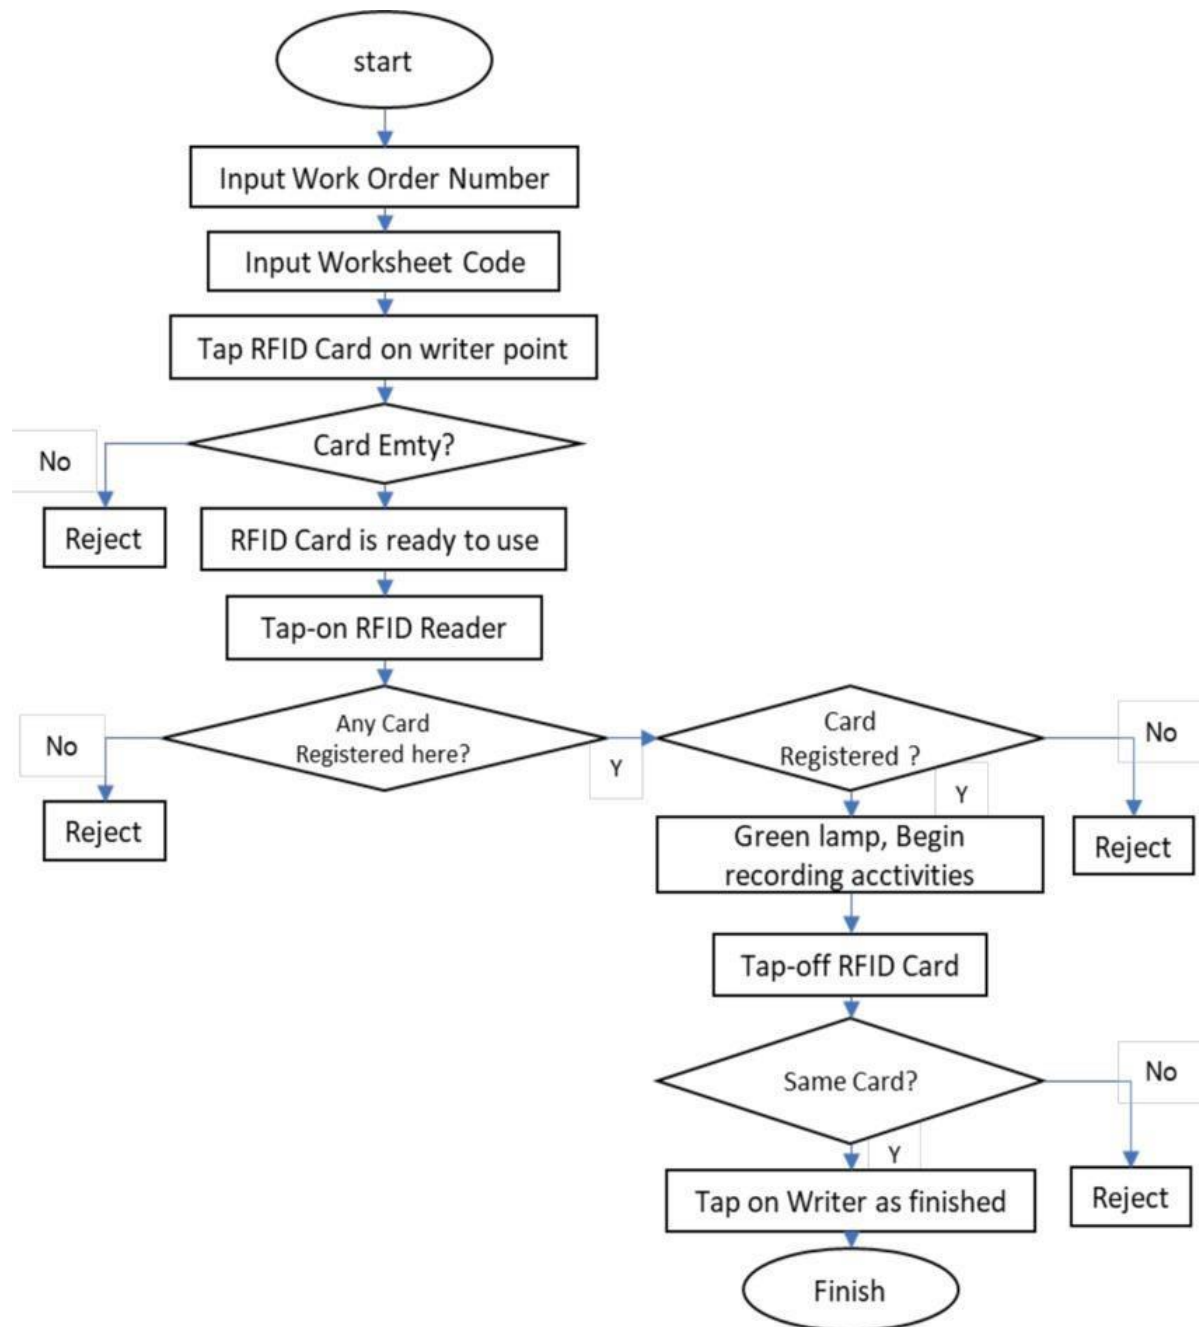 start
Input Work Order Number
Input Worksheet Code
Tap RFID Card on writer point
Card Emty?
No
Reject
RFID Card is ready to use
Tap-on RFID Reader
Any Card
Registered here?
No
Reject
Y
Card
Registered ?
No
Reject
Y
Green lamp, Begin
recording acctivities
Tap-off RFID Card
Same Card?
No
Reject
Y
Tap on Writer as finished
Finish